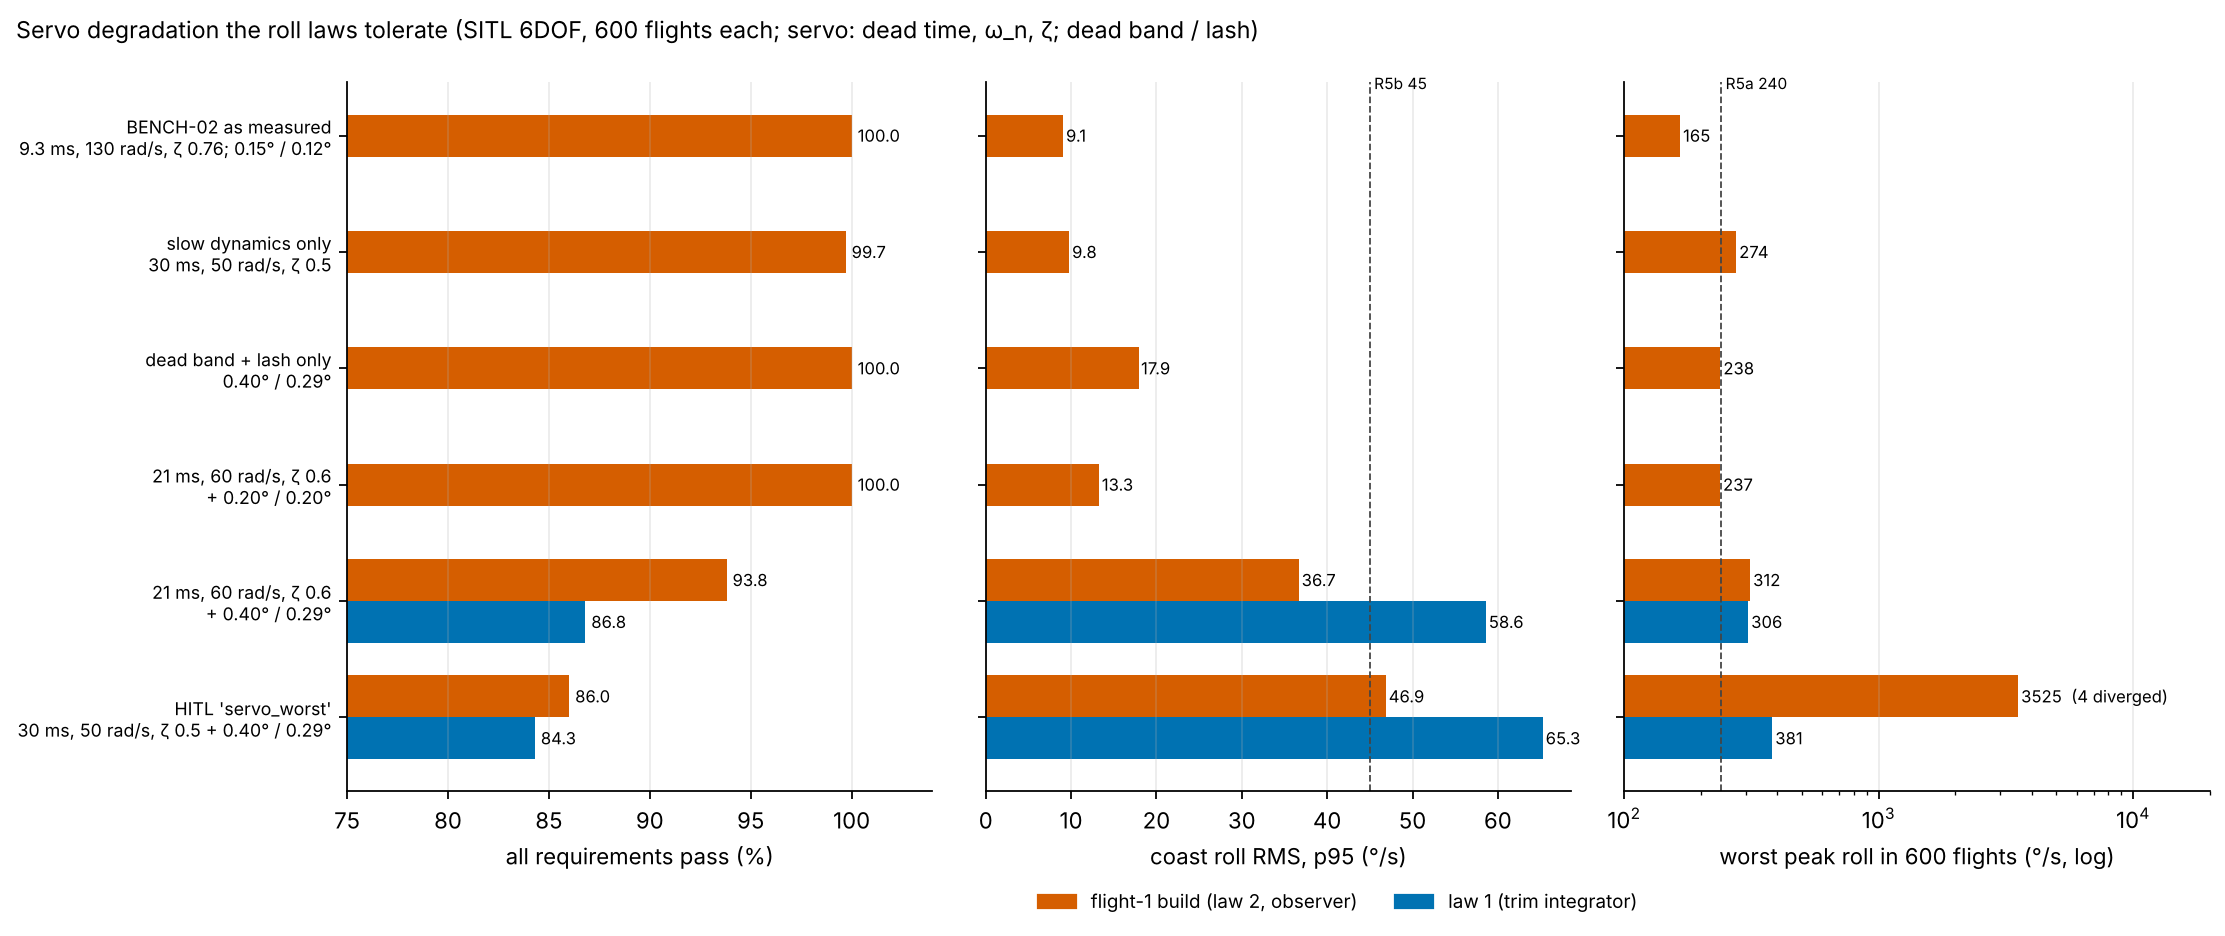 Servo degradation the roll laws tolerate (SITL 6DOF, 600 flights each; servo: dead time, ω_n, ζ; dead band / lash)
BENCH-02 as measured
9.3 ms, 130 rad/s, ζ 0.76; 0.15° / 0.12°
slow dynamics only
30 ms, 50 rad/s, ζ 0.5
dead band + lash only
0.40° / 0.29°
21 ms, 60 rad/s, ζ 0.6
+ 0.20° / 0.20°
21 ms, 60 rad/s, ζ 0.6
+ 0.40° / 0.29°
HITL 'servo_worst'
30 ms, 50 rad/s, ζ 0.5 + 0.40° / 0.29°
100.0
99.7
100.0
100.0
93.8
86.8
86.0
84.3
75 80 85 90 95 100
all requirements pass (%)
R5b 45
9.1
9.8
17.9
13.3
36.7
58.6
46.9
65.3
0 10 20 30 40 50 60
coast roll RMS, p95 (°/s)
R5a 240
165
274
238
237
312
306
3525 (4 diverged)
381
10² 10³ 10⁴
worst peak roll in 600 flights (°/s, log)
flight-1 build (law 2, observer)
law 1 (trim integrator)